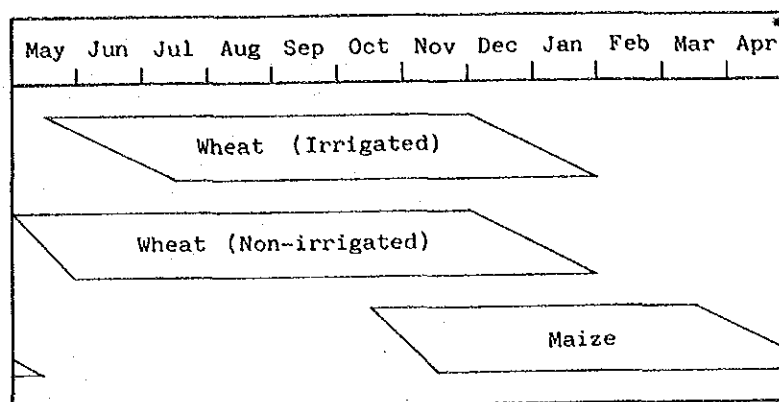 May Jun Jul Aug Sep Oct Nov Dec Jan Feb Mar Apr*
Wheat (Irrigated)
Wheat (Non-irrigated)
Maize